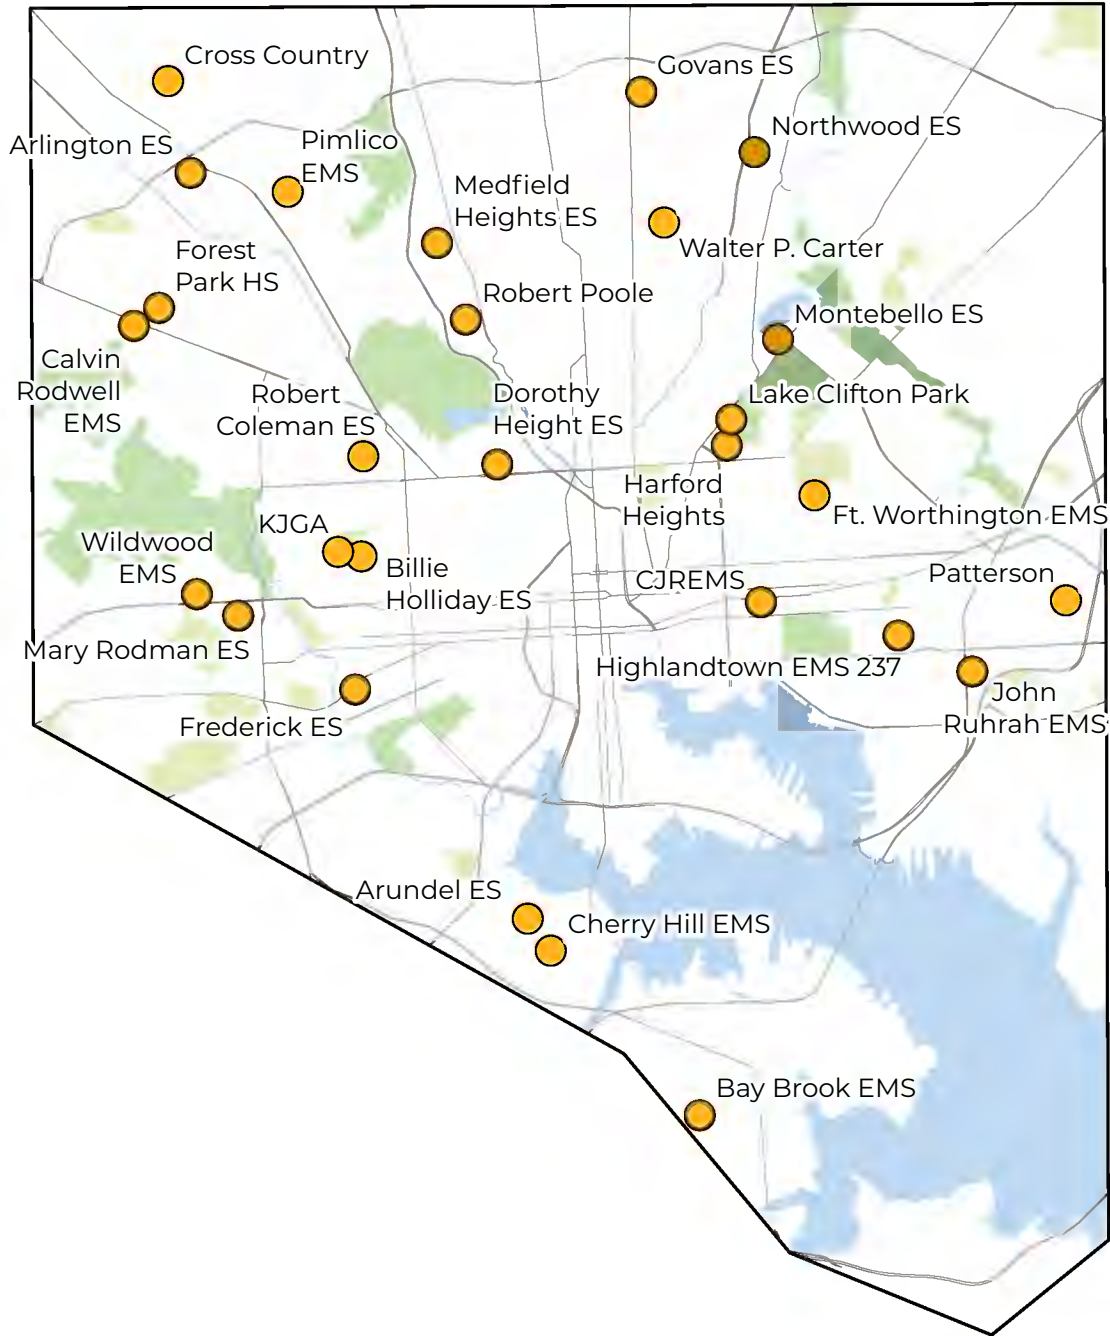 Cross Country
Govans ES
Northwood ES
Arlington ES
Pimlico
EMS
Medfield
Heights ES
Walter P. Carter
Forest
Park HS
Robert Poole
Montebello ES
Calvin
Rodwell
EMS
Robert
Coleman ES
Dorothy
Height ES
Lake Clifton Park
Harford
Heights
Ft. Worthington EMS
KJGA
Wildwood
EMS
Billie
Holliday ES
CJREMS
Patterson
Mary Rodman ES
Highlandtown EMS 237
John
Ruhrah EMS
Frederick ES
Arundel ES
Cherry Hill EMS
Bay Brook EMS